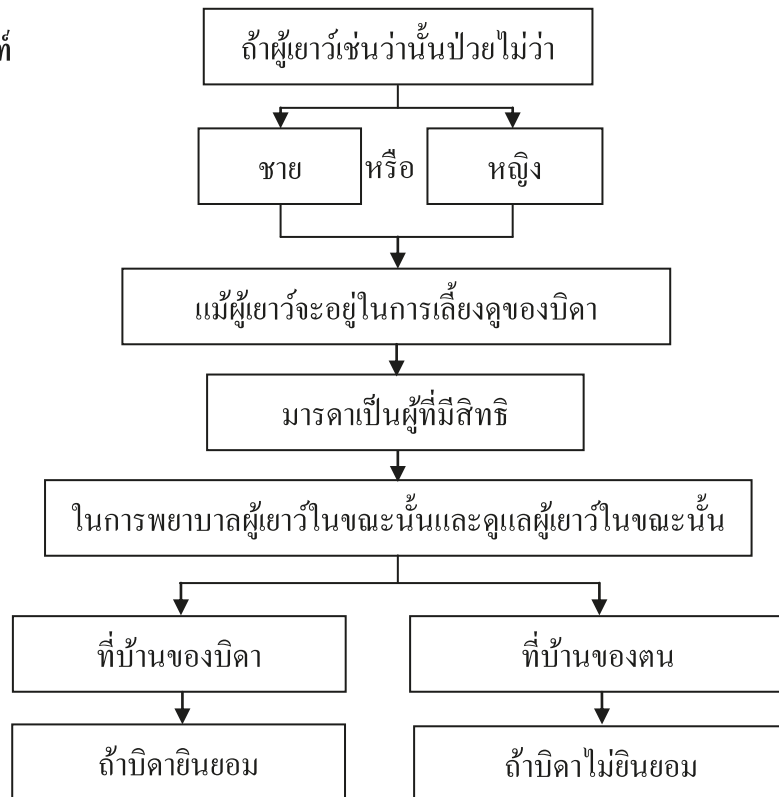 ถ้าผู้เยาว์เช่นว่านั้นป่วยไม่ว่า
ชาย หรือ หญิง
แม้ผู้เยาว์จะอยู่ในการเลี้ยงดูของบิดา
มารดาเป็นผู้ที่มีสิทธิ
ในการพยาบาลผู้เยาว์ในขณะนั้นและดูแลผู้เยาว์ในขณะนั้น
ที่บ้านของบิดา ที่บ้านของตน
ถ้าบิดายินยอม ถ้าบิดาไม่ยินยอม